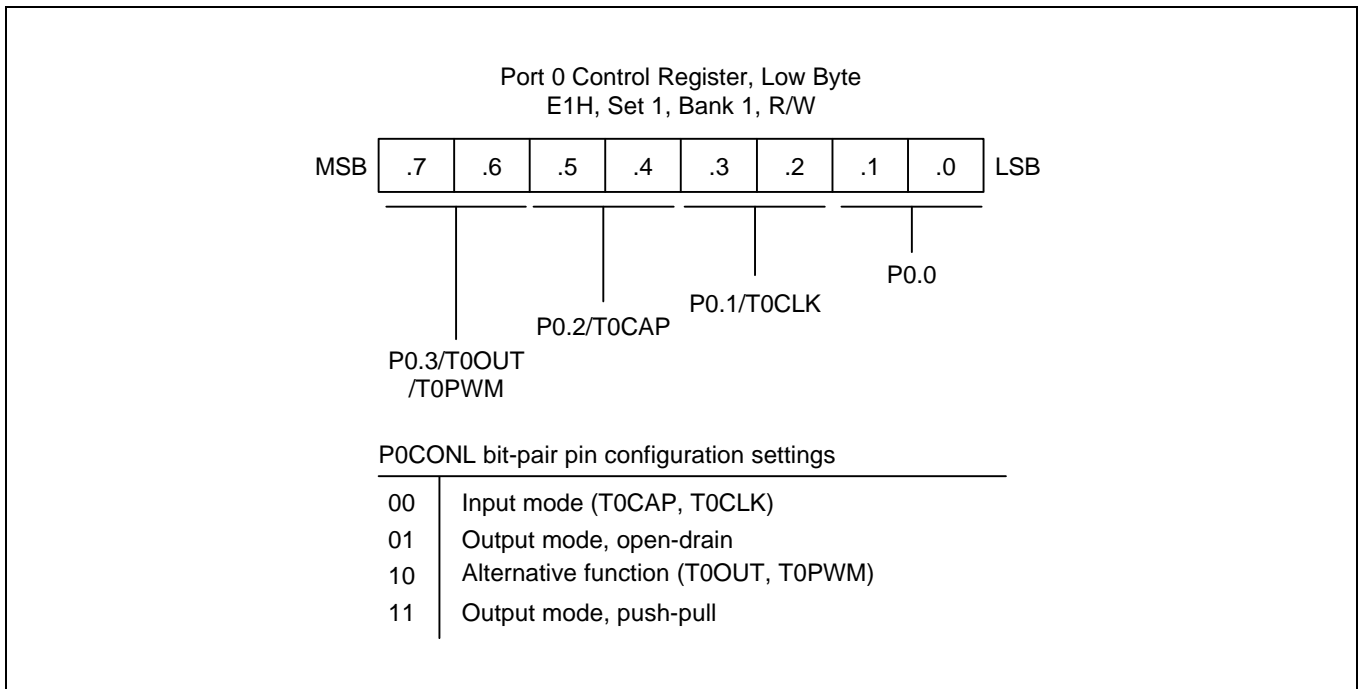 Port 0 Control Register, Low Byte
E1H, Set 1, Bank 1, R/W
MSB .7 .6 .5 .4 .3 .2 .1 .0 LSB
P0.0
P0.1/T0CLK
P0.2/T0CAP
P0.3/T0OUT
/T0PWM
P0CONL bit-pair pin configuration settings
00 Input mode (T0CAP, T0CLK)
01 Output mode, open-drain
10 Alternative function (T0OUT, T0PWM)
11 Output mode, push-pull